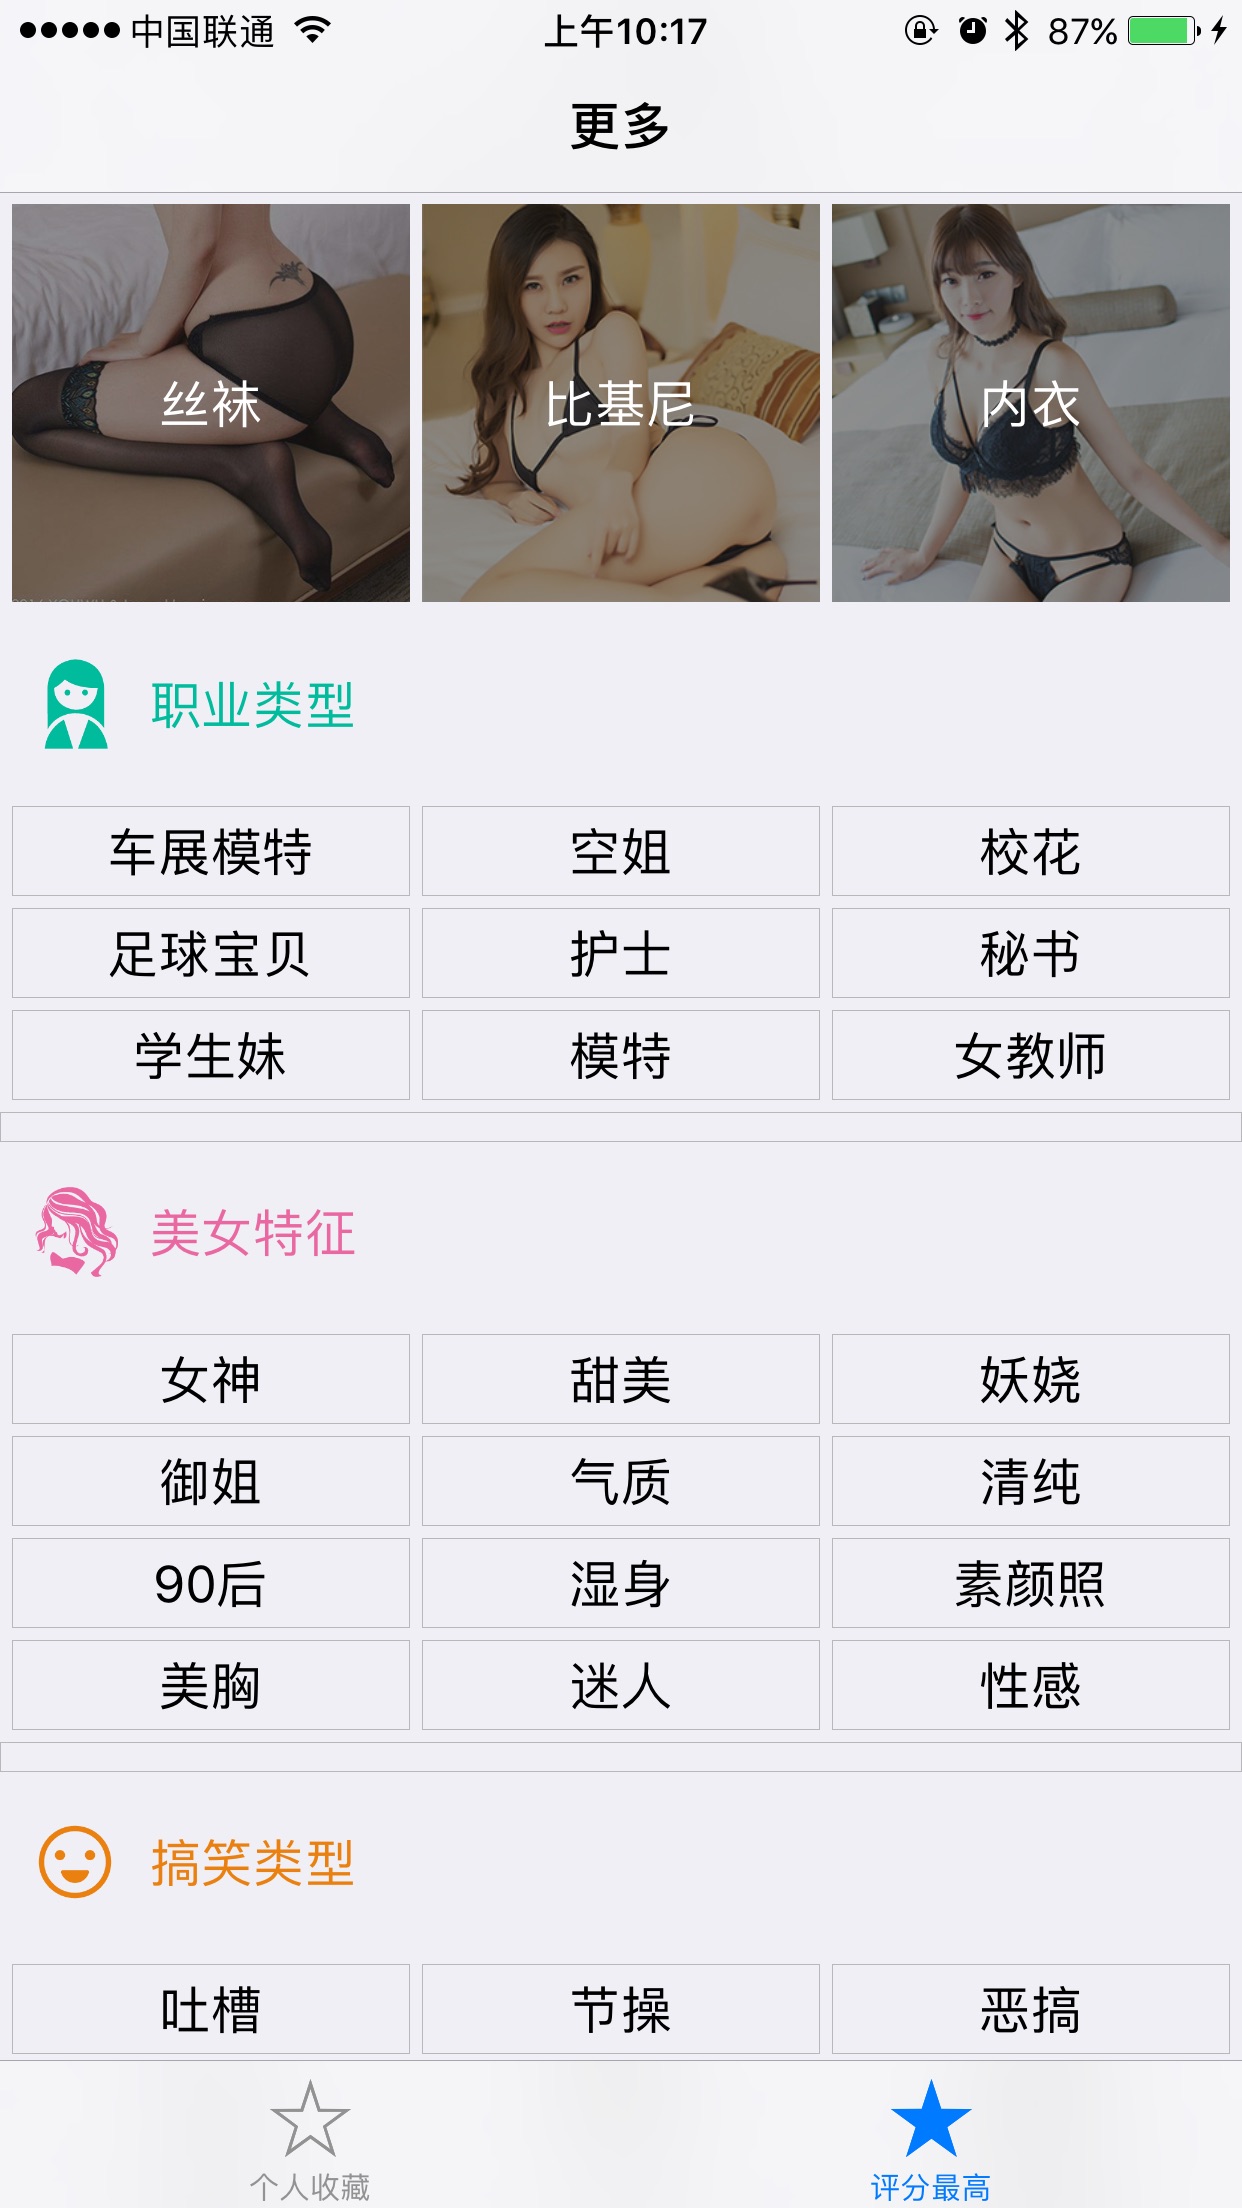 中国联通 上午10:17 87%
更多
丝袜 比基尼 内衣
职业类型
车展模特 空姐 校花
足球宝贝 护士 秘书
学生妹 模特 女教师
美女特征
女神 甜美 妖娆
御姐 气质 清纯
90后 湿身 素颜照
美胸 迷人 性感
搞笑类型
吐槽 节操 恶搞
个人收藏 评分最高